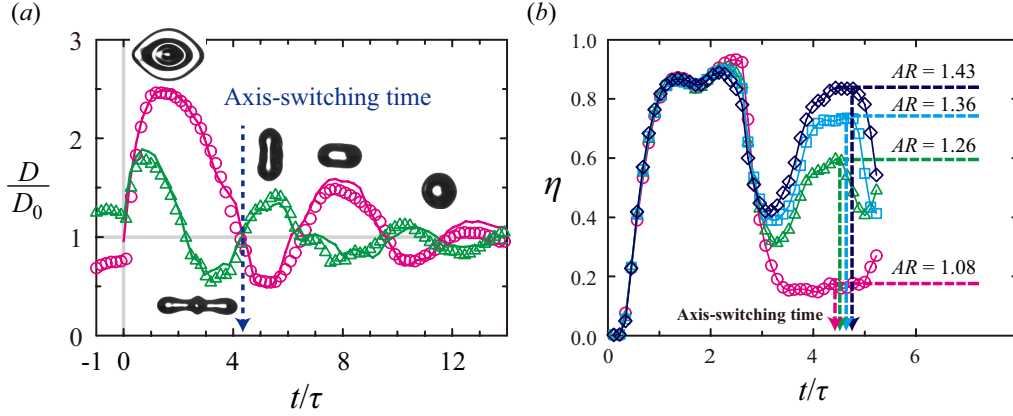 (a)
3
2
1
0
D
D0
Axis-switching time
-1
0
4
8
12
t/τ
(b)
1.0
0.8
0.6
0.4
0.2
0.0
η
AR = 1.43
AR = 1.36
AR = 1.26
AR = 1.08
Axis-switching time
0
2
4
6
t/τ